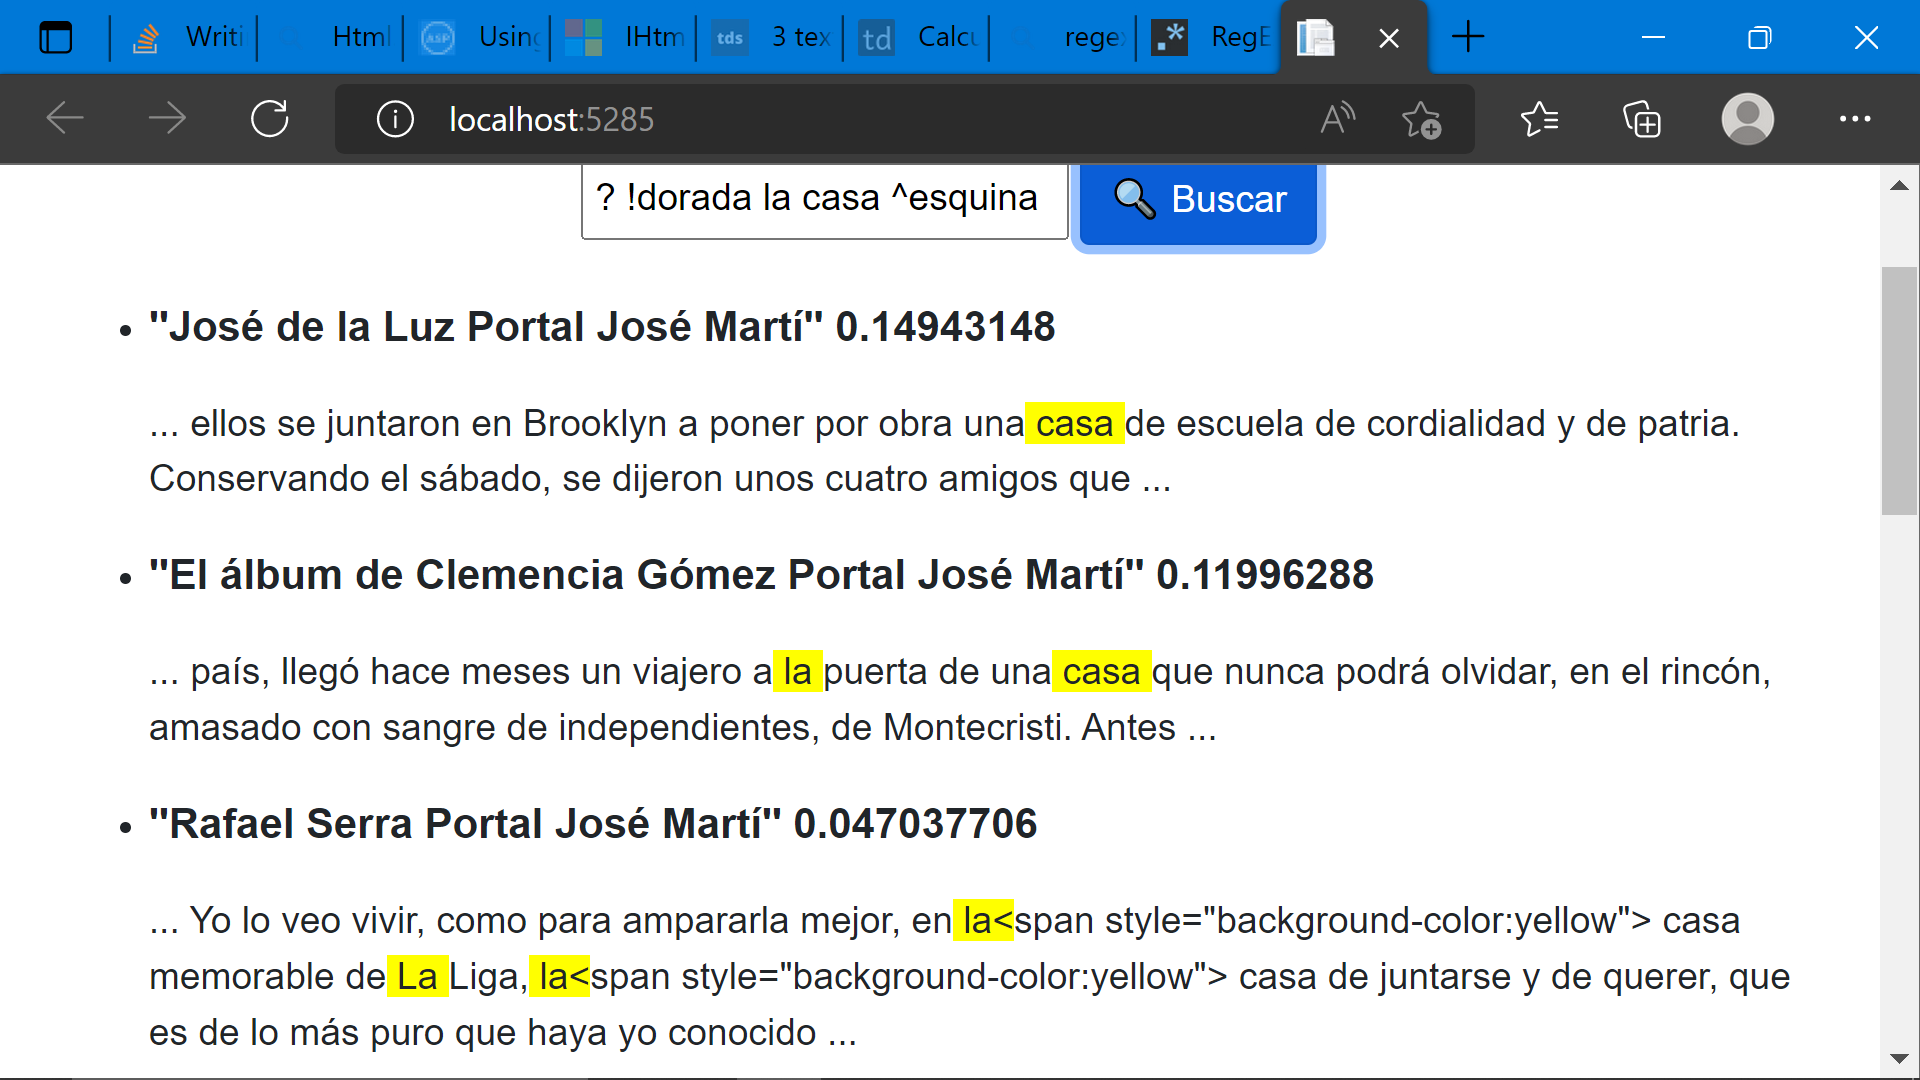 Writi
Html
Using
IHtm
tds 3 tex
td Calcu
regex
.* RegE
localhost:5285
? !dorada la casa ^esquina
Buscar
"José de la Luz Portal José Martí" 0.14943148
... ellos se juntaron en Brooklyn a poner por obra una casa de escuela de cordialidad y de patria.
Conservando el sábado, se dijeron unos cuatro amigos que ...
"El álbum de Clemencia Gómez Portal José Martí" 0.11996288
... país, llegó hace meses un viajero a la puerta de una casa que nunca podrá olvidar, en el rincón,
amasado con sangre de independientes, de Montecristi. Antes ...
"Rafael Serra Portal José Martí" 0.047037706
... Yo lo veo vivir, como para ampararla mejor, en la<span style="background-color:yellow"> casa
memorable de La Liga, la<span style="background-color:yellow"> casa de juntarse y de querer, que
es de lo más puro que haya yo conocido ...